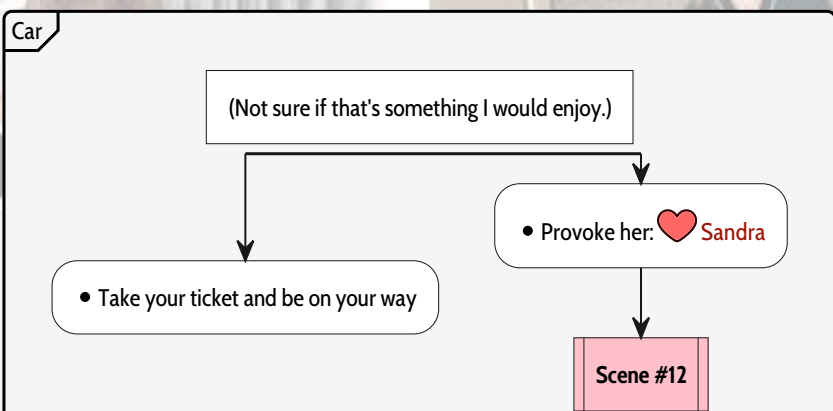 Car
(Not sure if that's something I would enjoy.)
• Provoke her: Sandra
• Take your ticket and be on your way
Scene #12